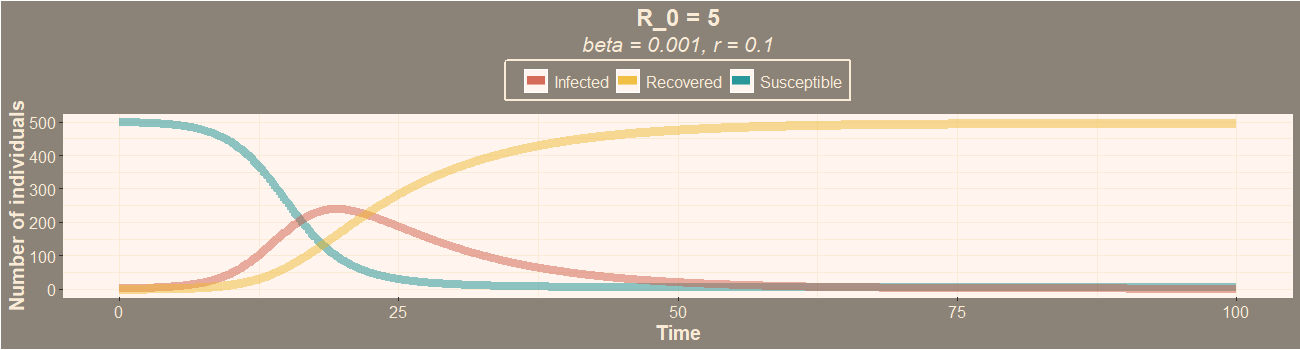 R_0 = 5
beta = 0.001, r = 0.1
Infected Recovered Susceptible
Number of individuals
500
400
300
200
100
0
0 25 50 75 100
Time